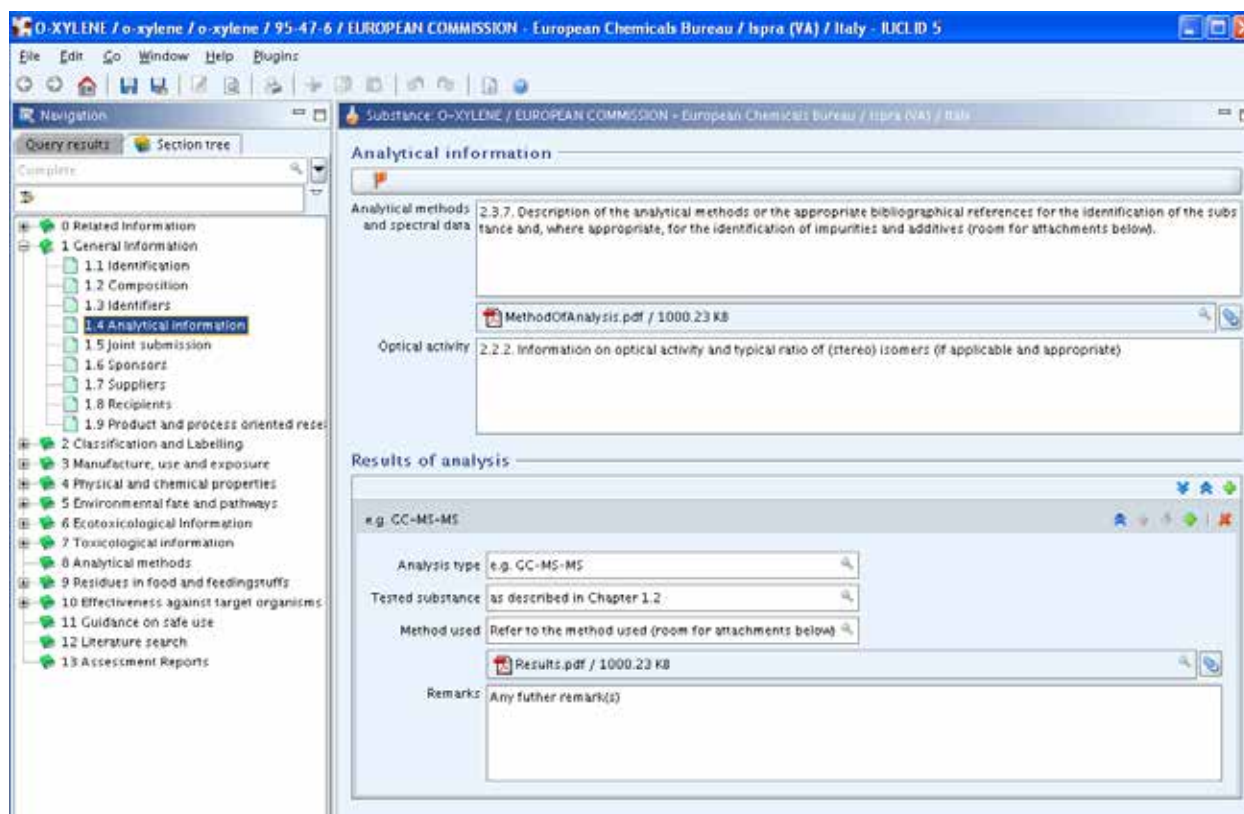 O-XYLENE / o-xylene / o-xylene / 95-47-6 / EUROPEAN COMMISSION - European Chemicals Bureau / Ispra (VA) / Italy - IUCLID 5
File Edit Go Window Help Plugins
Navigation
Query results Section tree
Complete
0 Related Information
1 General Information
1.1 Identification
1.2 Composition
1.3 Identifiers
1.4 Analytical information
1.5 Joint submission
1.6 Sponsors
1.7 Suppliers
1.8 Recipients
1.9 Product and process oriented rese
2 Classification and Labelling
3 Manufacture, use and exposure
4 Physical and chemical properties
5 Environmental fate and pathways
6 Ecotoxicological Information
7 Toxicological information
8 Analytical methods
9 Residues in food and feedingstuffs
10 Effectiveness against target organisms
11 Guidance on safe use
12 Literature search
13 Assessment Reports
Substance: O-XYLENE / EUROPEAN COMMISSION - European Chemicals Bureau / Ispra (VA) / Italy
Analytical information
Analytical methods and spectral data
2.3.7. Description of the analytical methods or the appropriate bibliographical references for the identification of the subs
tance and, where appropriate, for the identification of impurities and additives (room for attachments below).
MethodOfAnalysis.pdf / 1000.23 KB
Optical activity
2.2.2. Information on optical activity and typical ratio of (stereo) isomers (if applicable and appropriate)
Results of analysis
e.g. GC-MS-MS
Analysis type e.g. GC-MS-MS
Tested substance as described in Chapter 1.2
Method used Refer to the method used (room for attachments below)
Results.pdf / 1000.23 KB
Remarks Any futher remark(s)